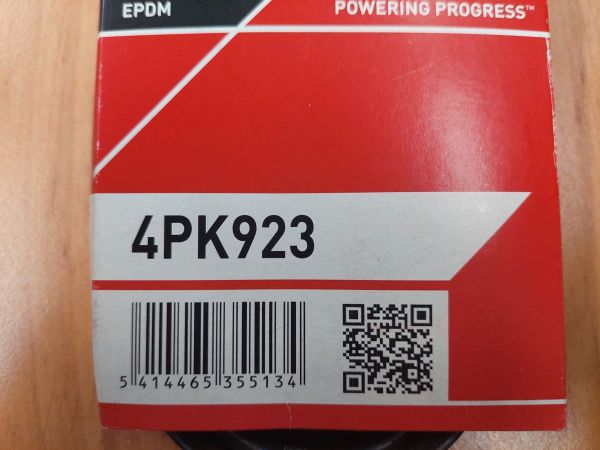 EPDM
POWERING PROGRESS™
4PK923
5 414465 355134